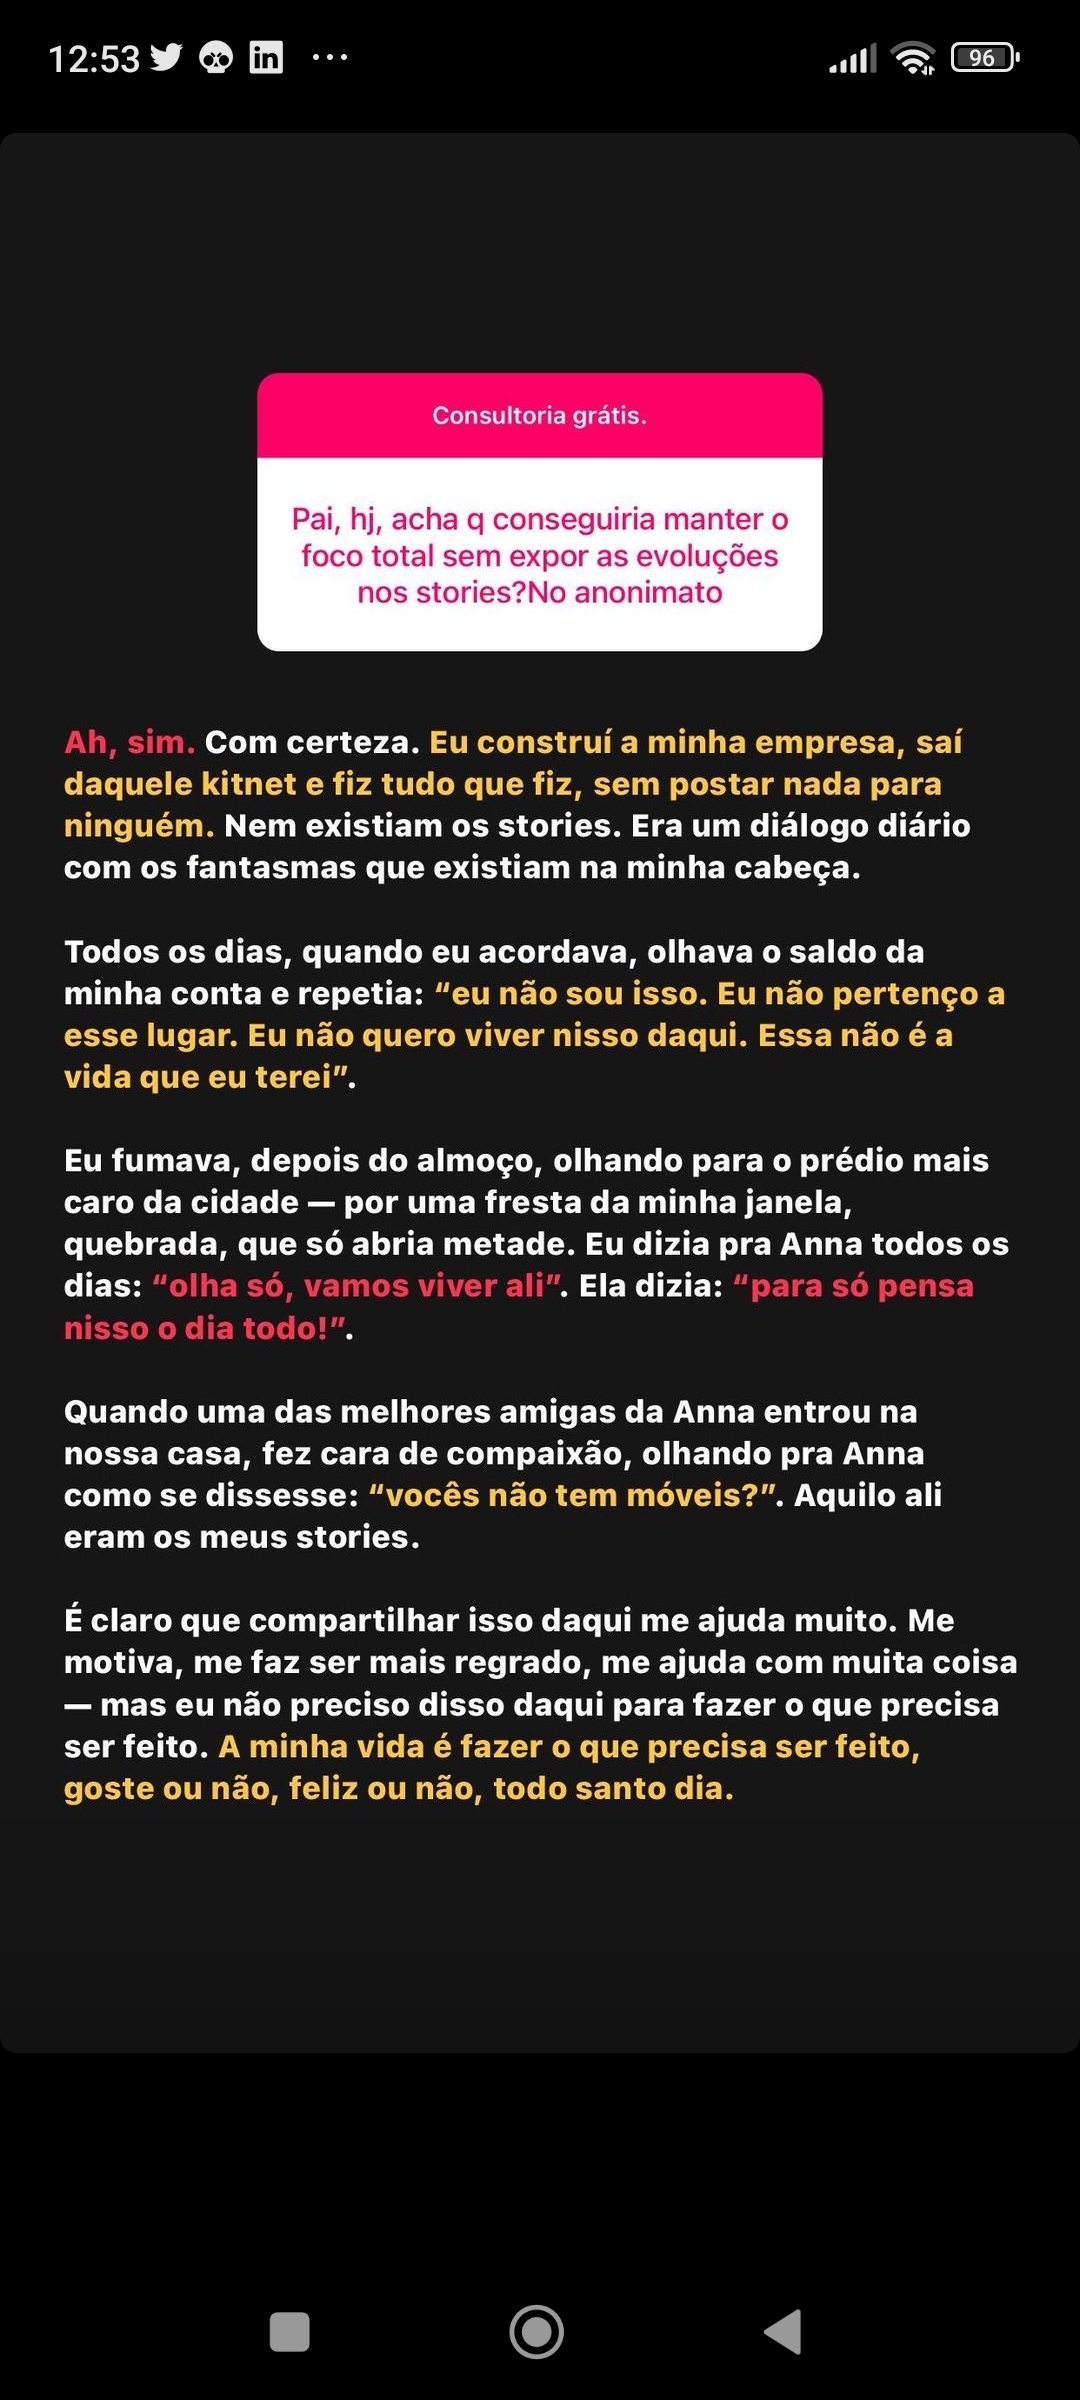 12:53
96
Consultoria grátis.
Pai, hj, acha q conseguiria manter o
foco total sem expor as evoluções
nos stories?No anonimato
Ah, sim. Com certeza. Eu construí a minha empresa, saí
daquele kitnet e fiz tudo que fiz, sem postar nada para
ninguém. Nem existiam os stories. Era um diálogo diário
com os fantasmas que existiam na minha cabeça.
Todos os dias, quando eu acordava, olhava o saldo da
minha conta e repetia: “eu não sou isso. Eu não pertenço a
esse lugar. Eu não quero viver nisso daqui. Essa não é a
vida que eu terei”.
Eu fumava, depois do almoço, olhando para o prédio mais
caro da cidade — por uma fresta da minha janela,
quebrada, que só abria metade. Eu dizia pra Anna todos os
dias: “olha só, vamos viver ali”. Ela dizia: “para só pensa
nisso o dia todo!”.
Quando uma das melhores amigas da Anna entrou na
nossa casa, fez cara de compaixão, olhando pra Anna
como se dissesse: “vocês não tem móveis?”. Aquilo ali
eram os meus stories.
É claro que compartilhar isso daqui me ajuda muito. Me
motiva, me faz ser mais regrado, me ajuda com muita coisa
— mas eu não preciso disso daqui para fazer o que precisa
ser feito. A minha vida é fazer o que precisa ser feito,
goste ou não, feliz ou não, todo santo dia.